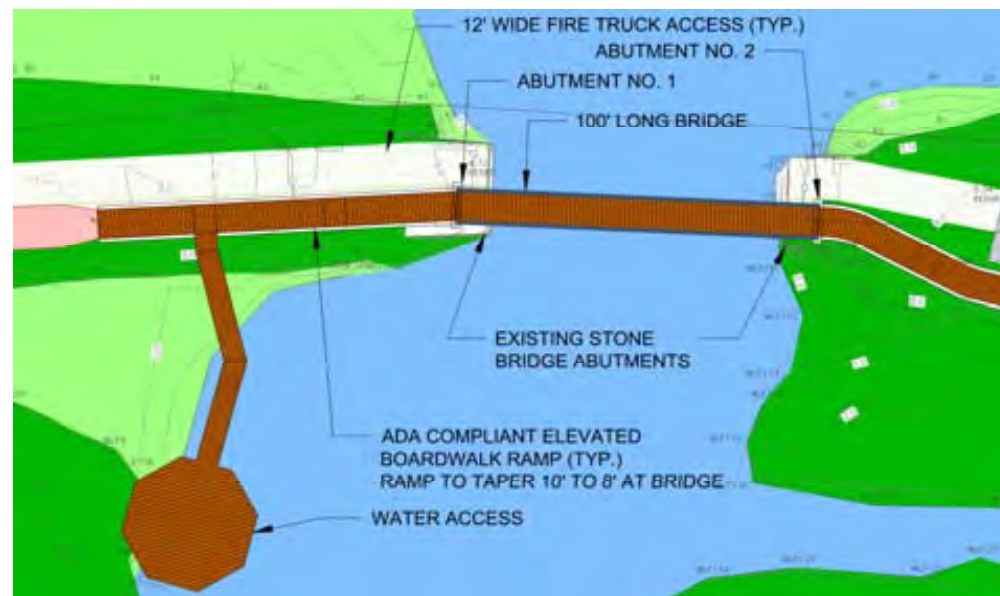 12' WIDE FIRE TRUCK ACCESS (TYP.)
ABUTMENT NO. 2
ABUTMENT NO. 1
100' LONG BRIDGE
EXISTING STONE
BRIDGE ABUTMENTS
ADA COMPLIANT ELEVATED
BOARDWALK RAMP (TYP.)
RAMP TO TAPER 10' TO 8' AT BRIDGE
WATER ACCESS